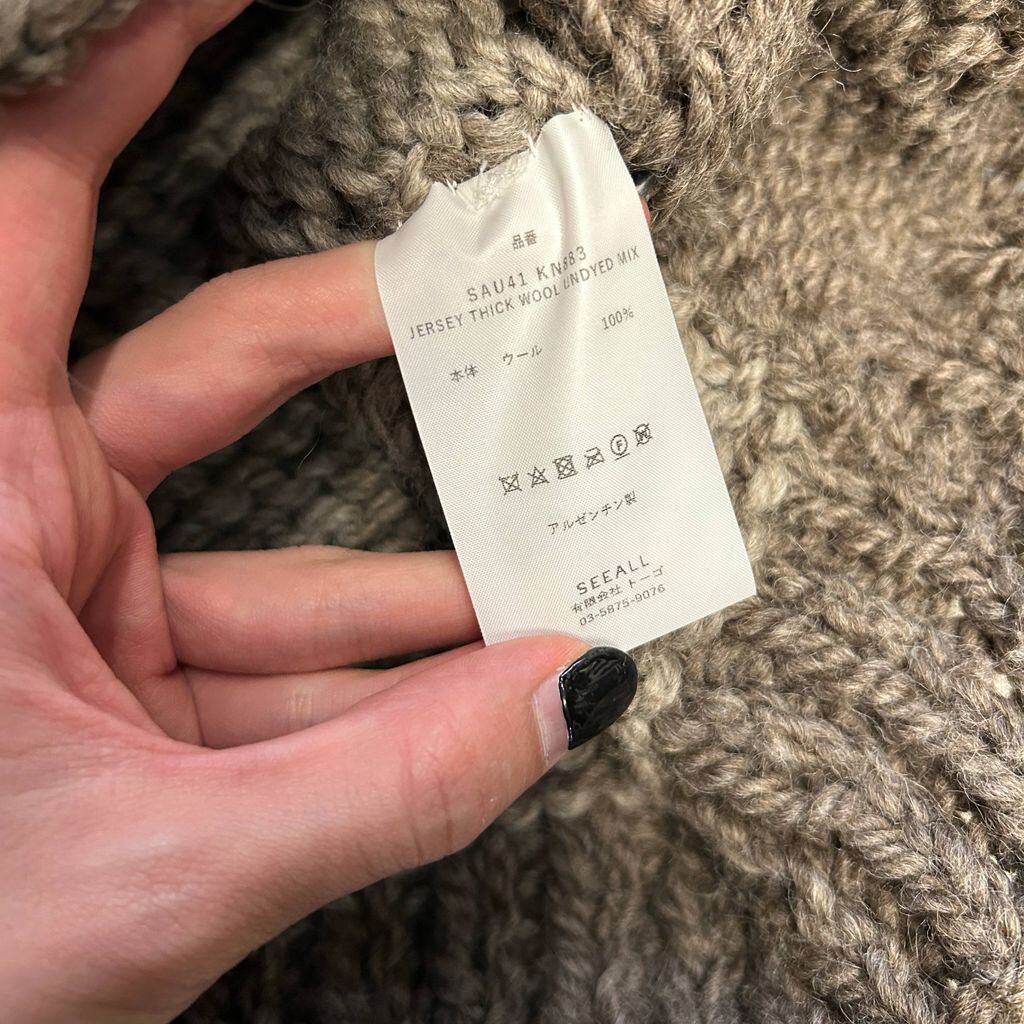 品番
SAU41 KN683
JERSEY THICK WOOL UNDYED MIX
本体 ウール 100%
アルゼンチン製
SEEALL
有限会社 トーゴ
03-5875-9076